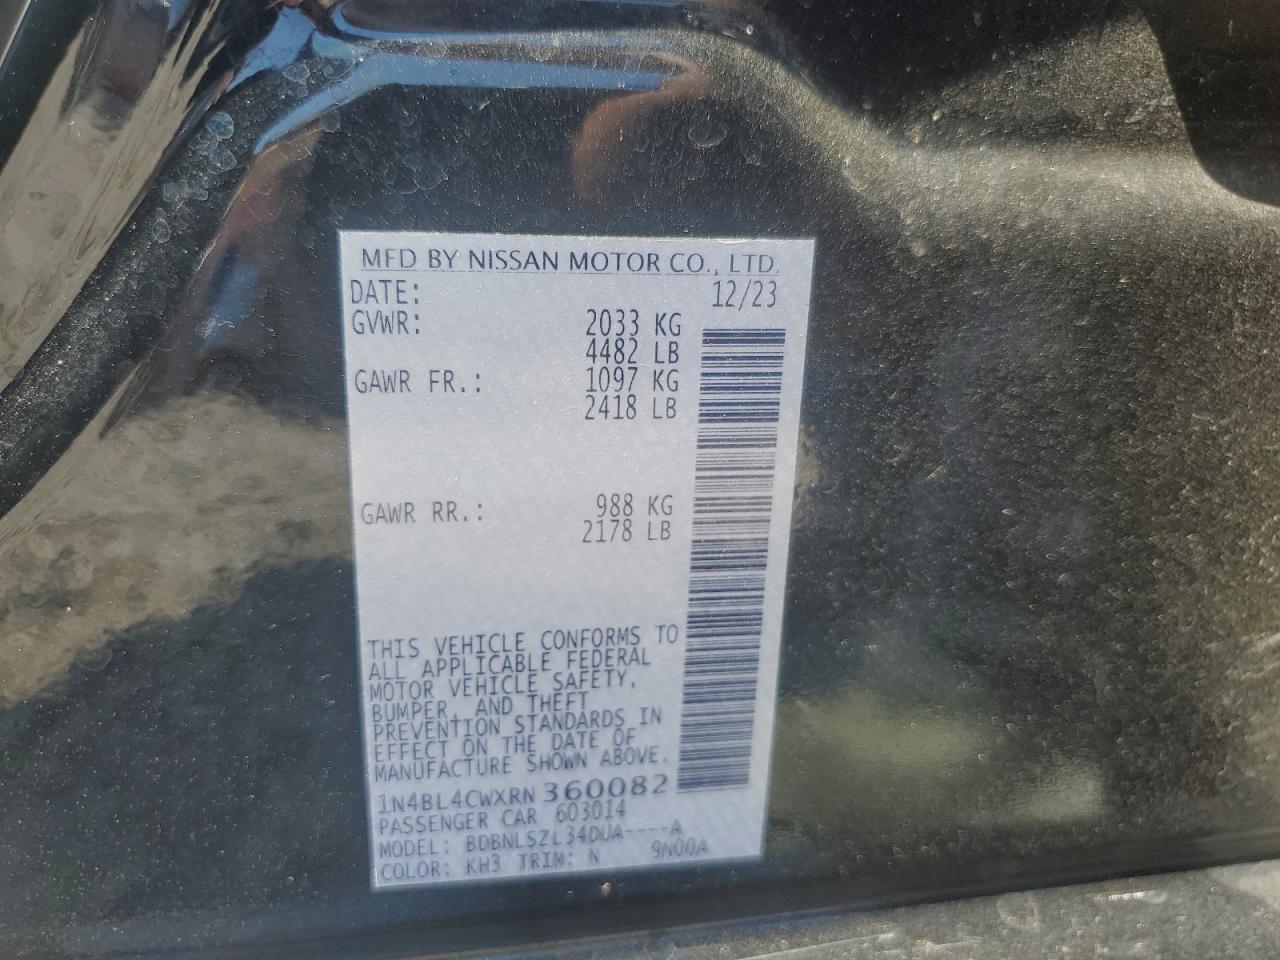 MFD BY NISSAN MOTOR CO., LTD.
DATE: 12/23
GVWR: 2033 KG
4482 LB
GAWR FR.: 1097 KG
2418 LB
GAWR RR.: 988 KG
2178 LB
THIS VEHICLE CONFORMS TO
ALL APPLICABLE FEDERAL
MOTOR VEHICLE SAFETY,
BUMPER, AND THEFT
PREVENTION STANDARDS IN
EFFECT ON THE DATE OF
MANUFACTURE SHOWN ABOVE.
1N4BL4CWXRN360082
PASSENGER CAR 603014
MODEL: BDBNLSZL34DUA----A
COLOR: KH3 TRIM: N 9N00A